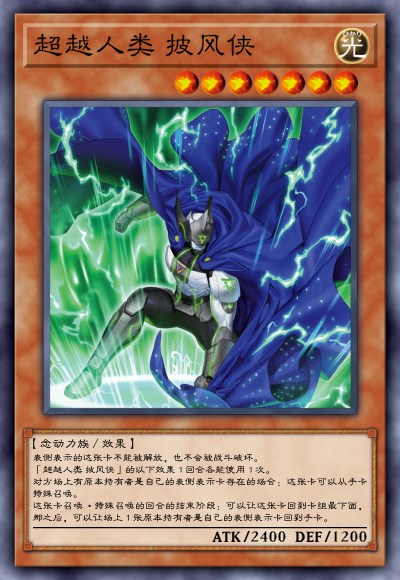 超越人类 披风侠
ひかり
光
【念动力族／效果】
表侧表示的这张卡不能被解放，也不会被战斗破坏。
「超越人类 披风侠」的以下效果1回合各能使用1次。
对方场上有原本持有者是自己的表侧表示卡存在的场合；这张卡可以从手卡
特殊召唤。
这张卡召唤·特殊召唤的回合的结束阶段；可以让这张卡回到卡组最下面，
那之后，可以让场上1张原本持有者是自己的表侧表示卡回到手卡。
ATK/2400 DEF/1200